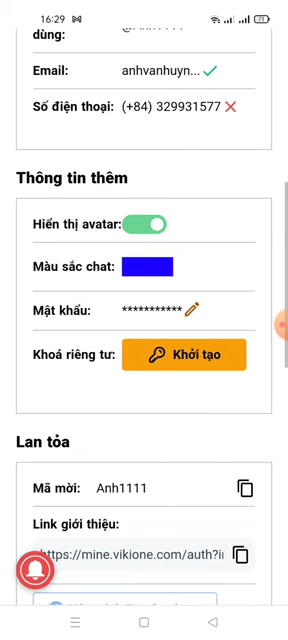 16:29
71
dùng:
Email: anhvanhuyn...
Số điện thoại: (+84) 329931577
Thông tin thêm
Hiển thị avatar:
Màu sắc chat:
Mật khẩu: ***********
Khoá riêng tư: Khởi tạo
Lan tỏa
Mã mời: Anh1111
Link giới thiệu:
https://mine.vikione.com/auth?i